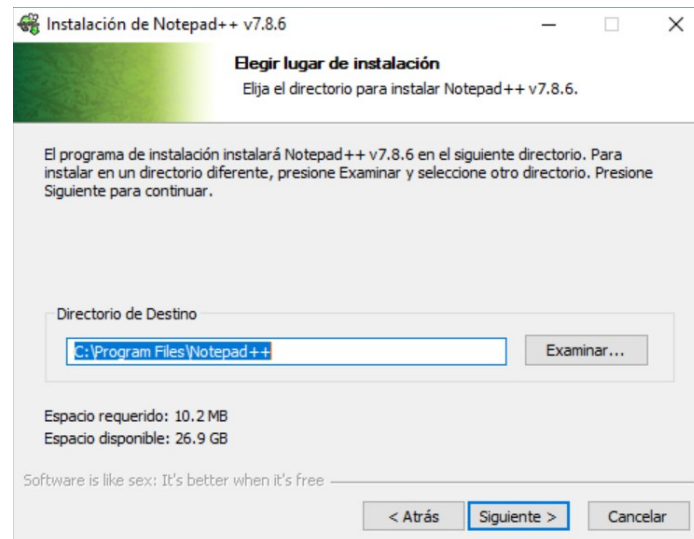 Instalación de Notepad++ v7.8.6
Elegir lugar de instalación
Elija el directorio para instalar Notepad++ v7.8.6.
El programa de instalación instalará Notepad++ v7.8.6 en el siguiente directorio. Para
instalar en un directorio diferente, presione Examinar y seleccione otro directorio. Presione
Siguiente para continuar.
Directorio de Destino
C:\Program Files\Notepad++
Examinar...
Espacio requerido: 10.2 MB
Espacio disponible: 26.9 GB
Software is like sex: It's better when it's free
< Atrás
Siguiente >
Cancelar